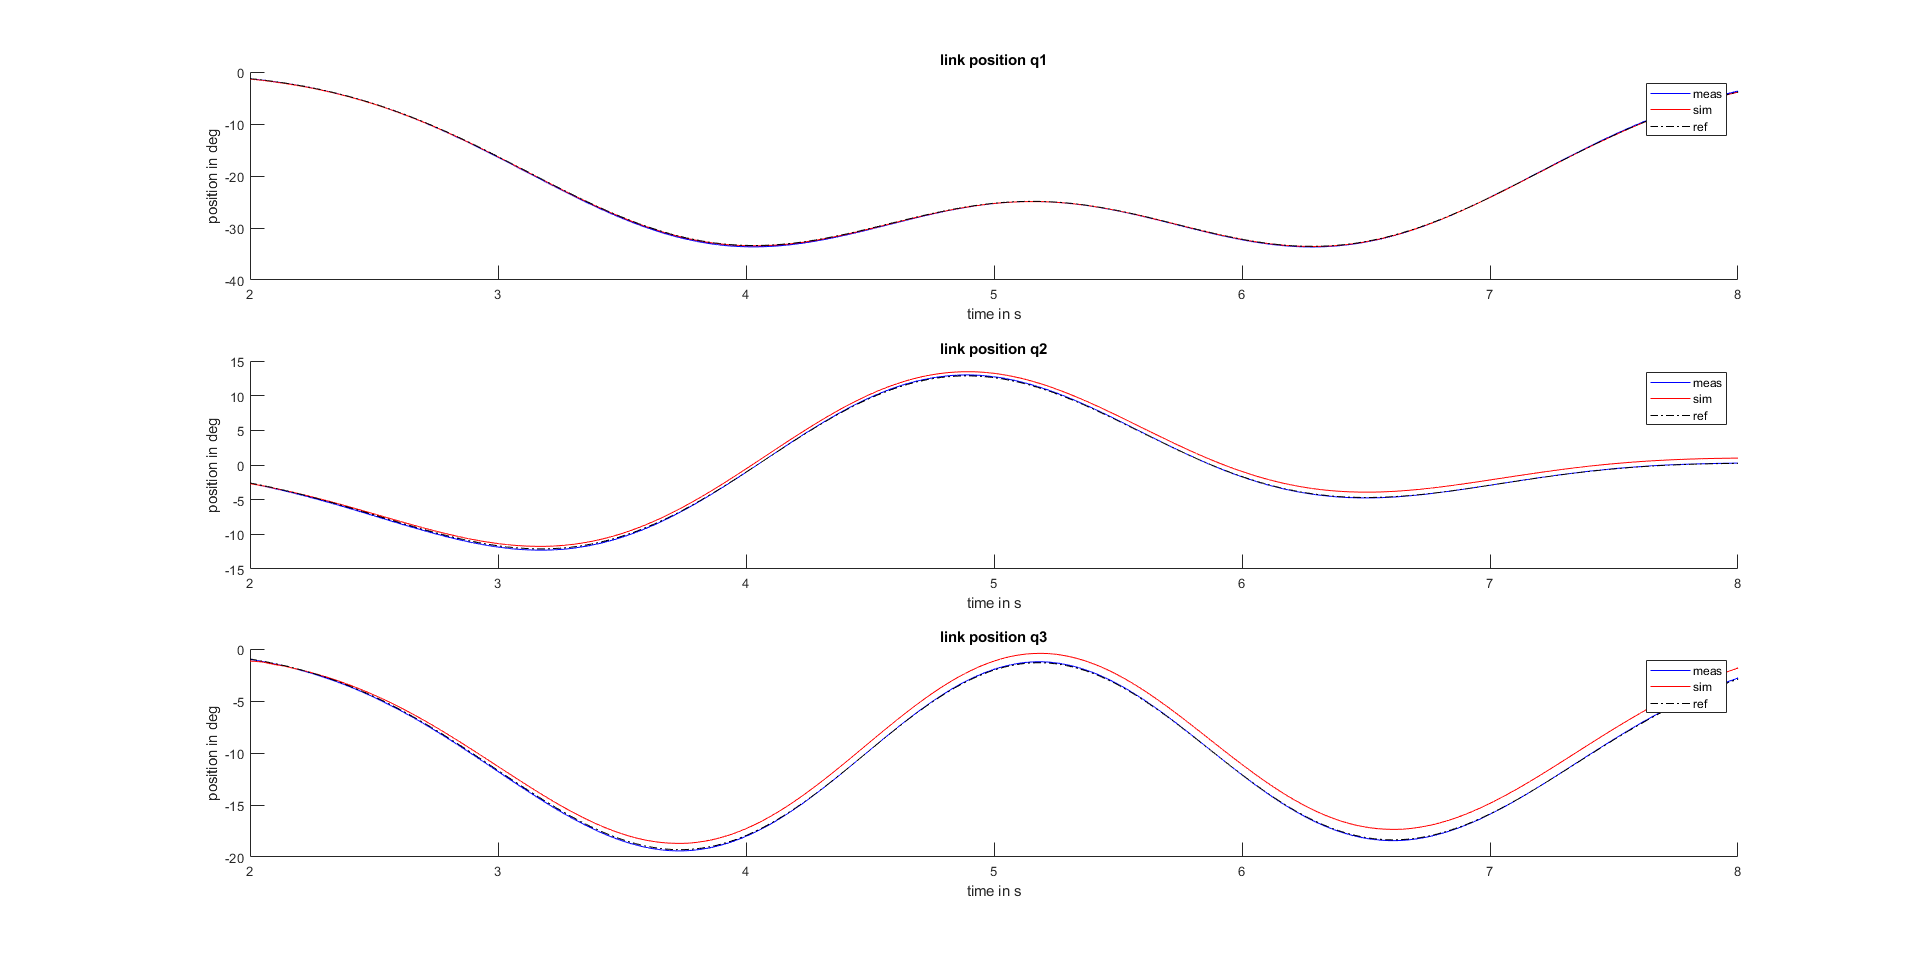 link position q1
0
-10
-20
-30
-40
position in deg
2 3 4 5 6 7 8
time in s
meas
sim
ref
link position q2
15
10
5
0
-5
-10
-15
position in deg
2 3 4 5 6 7 8
time in s
meas
sim
ref
link position q3
0
-5
-10
-15
-20
position in deg
2 3 4 5 6 7 8
time in s
meas
sim
ref